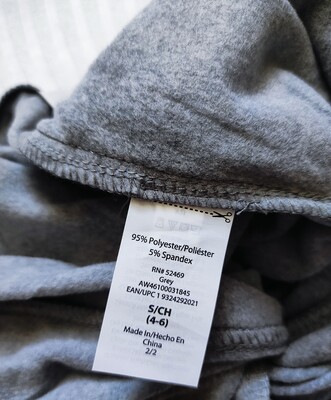 95% Polyester/Poliéster
5% Spandex
RN# 52469
Grey
AW46100031845
EAN/UPC 1 9324292021
S/CH
(4-6)
Made In/Hecho En
China
2/2